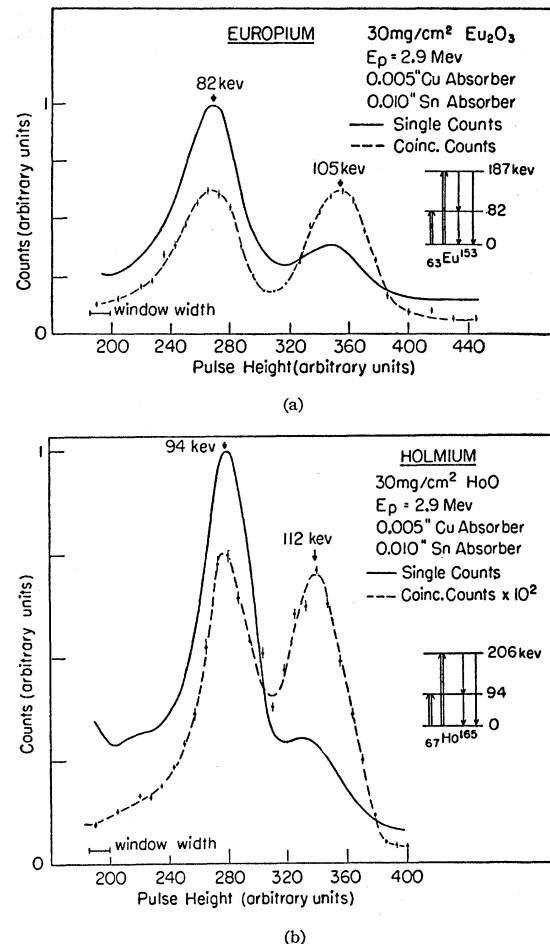 EUROPIUM
30mg/cm² Eu₂O₃
Eₚ = 2.9 Mev
0.005" Cu Absorber
0.010" Sn Absorber
— Single Counts
--- Coinc. Counts
82 kev
105 kev
187 kev
82
0
₆₃Eu¹⁵³
1
0
Counts (arbitrary units)
window width
200 240 280 320 360 400 440
Pulse Height (arbitrary units)
(a)
HOLMIUM
30mg/cm² HoO
Eₚ = 2.9 Mev
0.005" Cu Absorber
0.010" Sn Absorber
— Single Counts
--- Coinc. Counts x 10²
94 kev
112 kev
206 kev
94
0
₆₇Ho¹⁶⁵
1
0
Counts (arbitrary units)
window width
200 240 280 320 360 400
Pulse Height (arbitrary units)
(b)